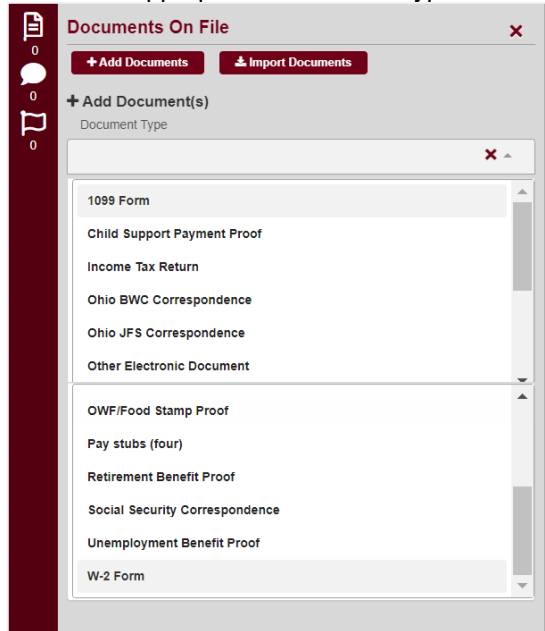 Documents On File
0
+ Add Documents
Import Documents
0
+ Add Document(s)
Document Type
0
1099 Form
Child Support Payment Proof
Income Tax Return
Ohio BWC Correspondence
Ohio JFS Correspondence
Other Electronic Document
OWF/Food Stamp Proof
Pay stubs (four)
Retirement Benefit Proof
Social Security Correspondence
Unemployment Benefit Proof
W-2 Form